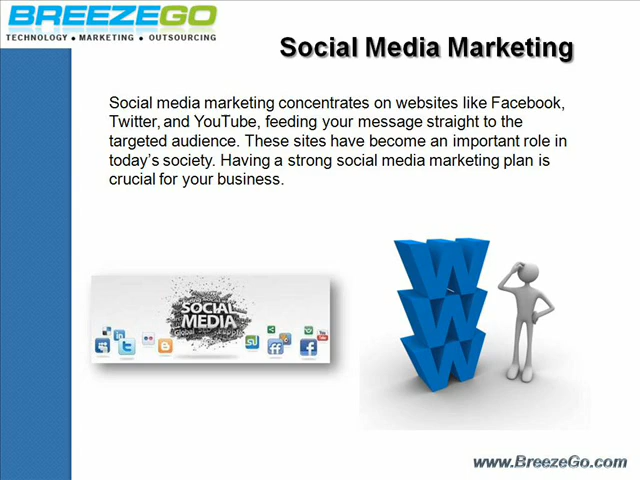 BREEZEGO
TECHNOLOGY • MARKETING • OUTSOURCING
Social Media Marketing
Social media marketing concentrates on websites like Facebook,
Twitter, and YouTube, feeding your message straight to the
targeted audience. These sites have become an important role in
today's society. Having a strong social media marketing plan is
crucial for your business.
SOCIAL
MEDIA
Global
W
W
W
www.BreezeGo.com